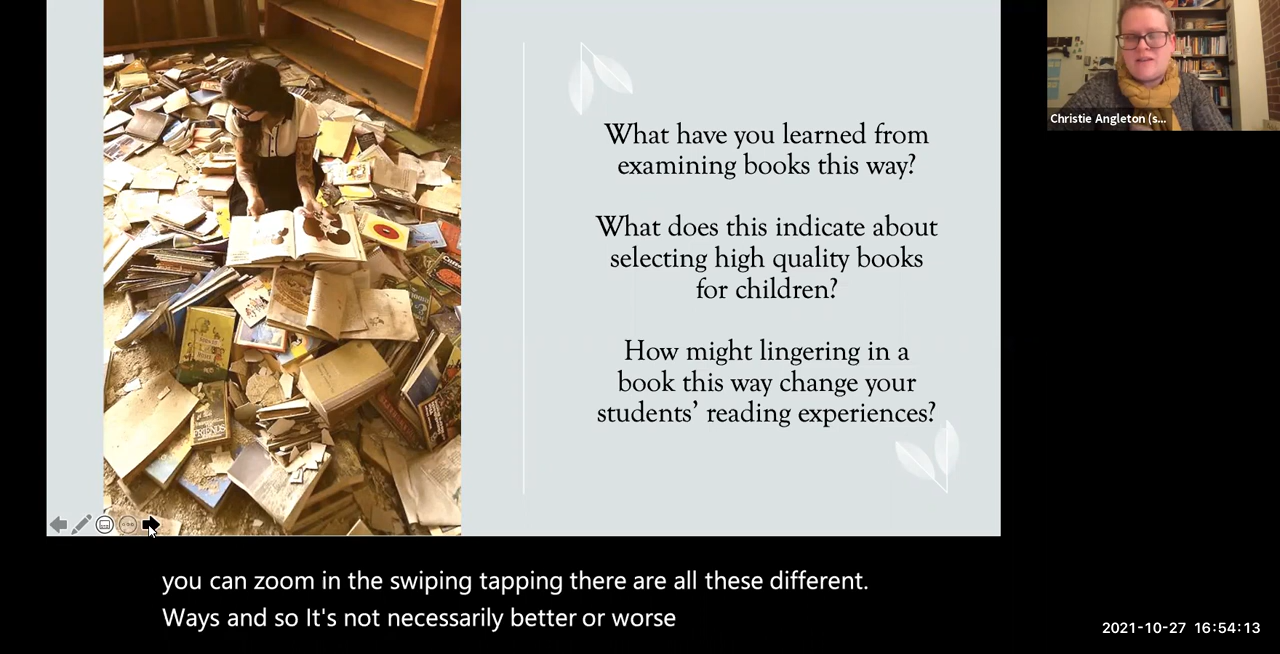 What have you learned from
examining books this way?
What does this indicate about
selecting high quality books
for children?
How might lingering in a
book this way change your
students’ reading experiences?
Christie Angleton (s...
FRIENDS
you can zoom in the swiping tapping there are all these different.
Ways and so It's not necessarily better or worse
2021-10-27 16:54:13